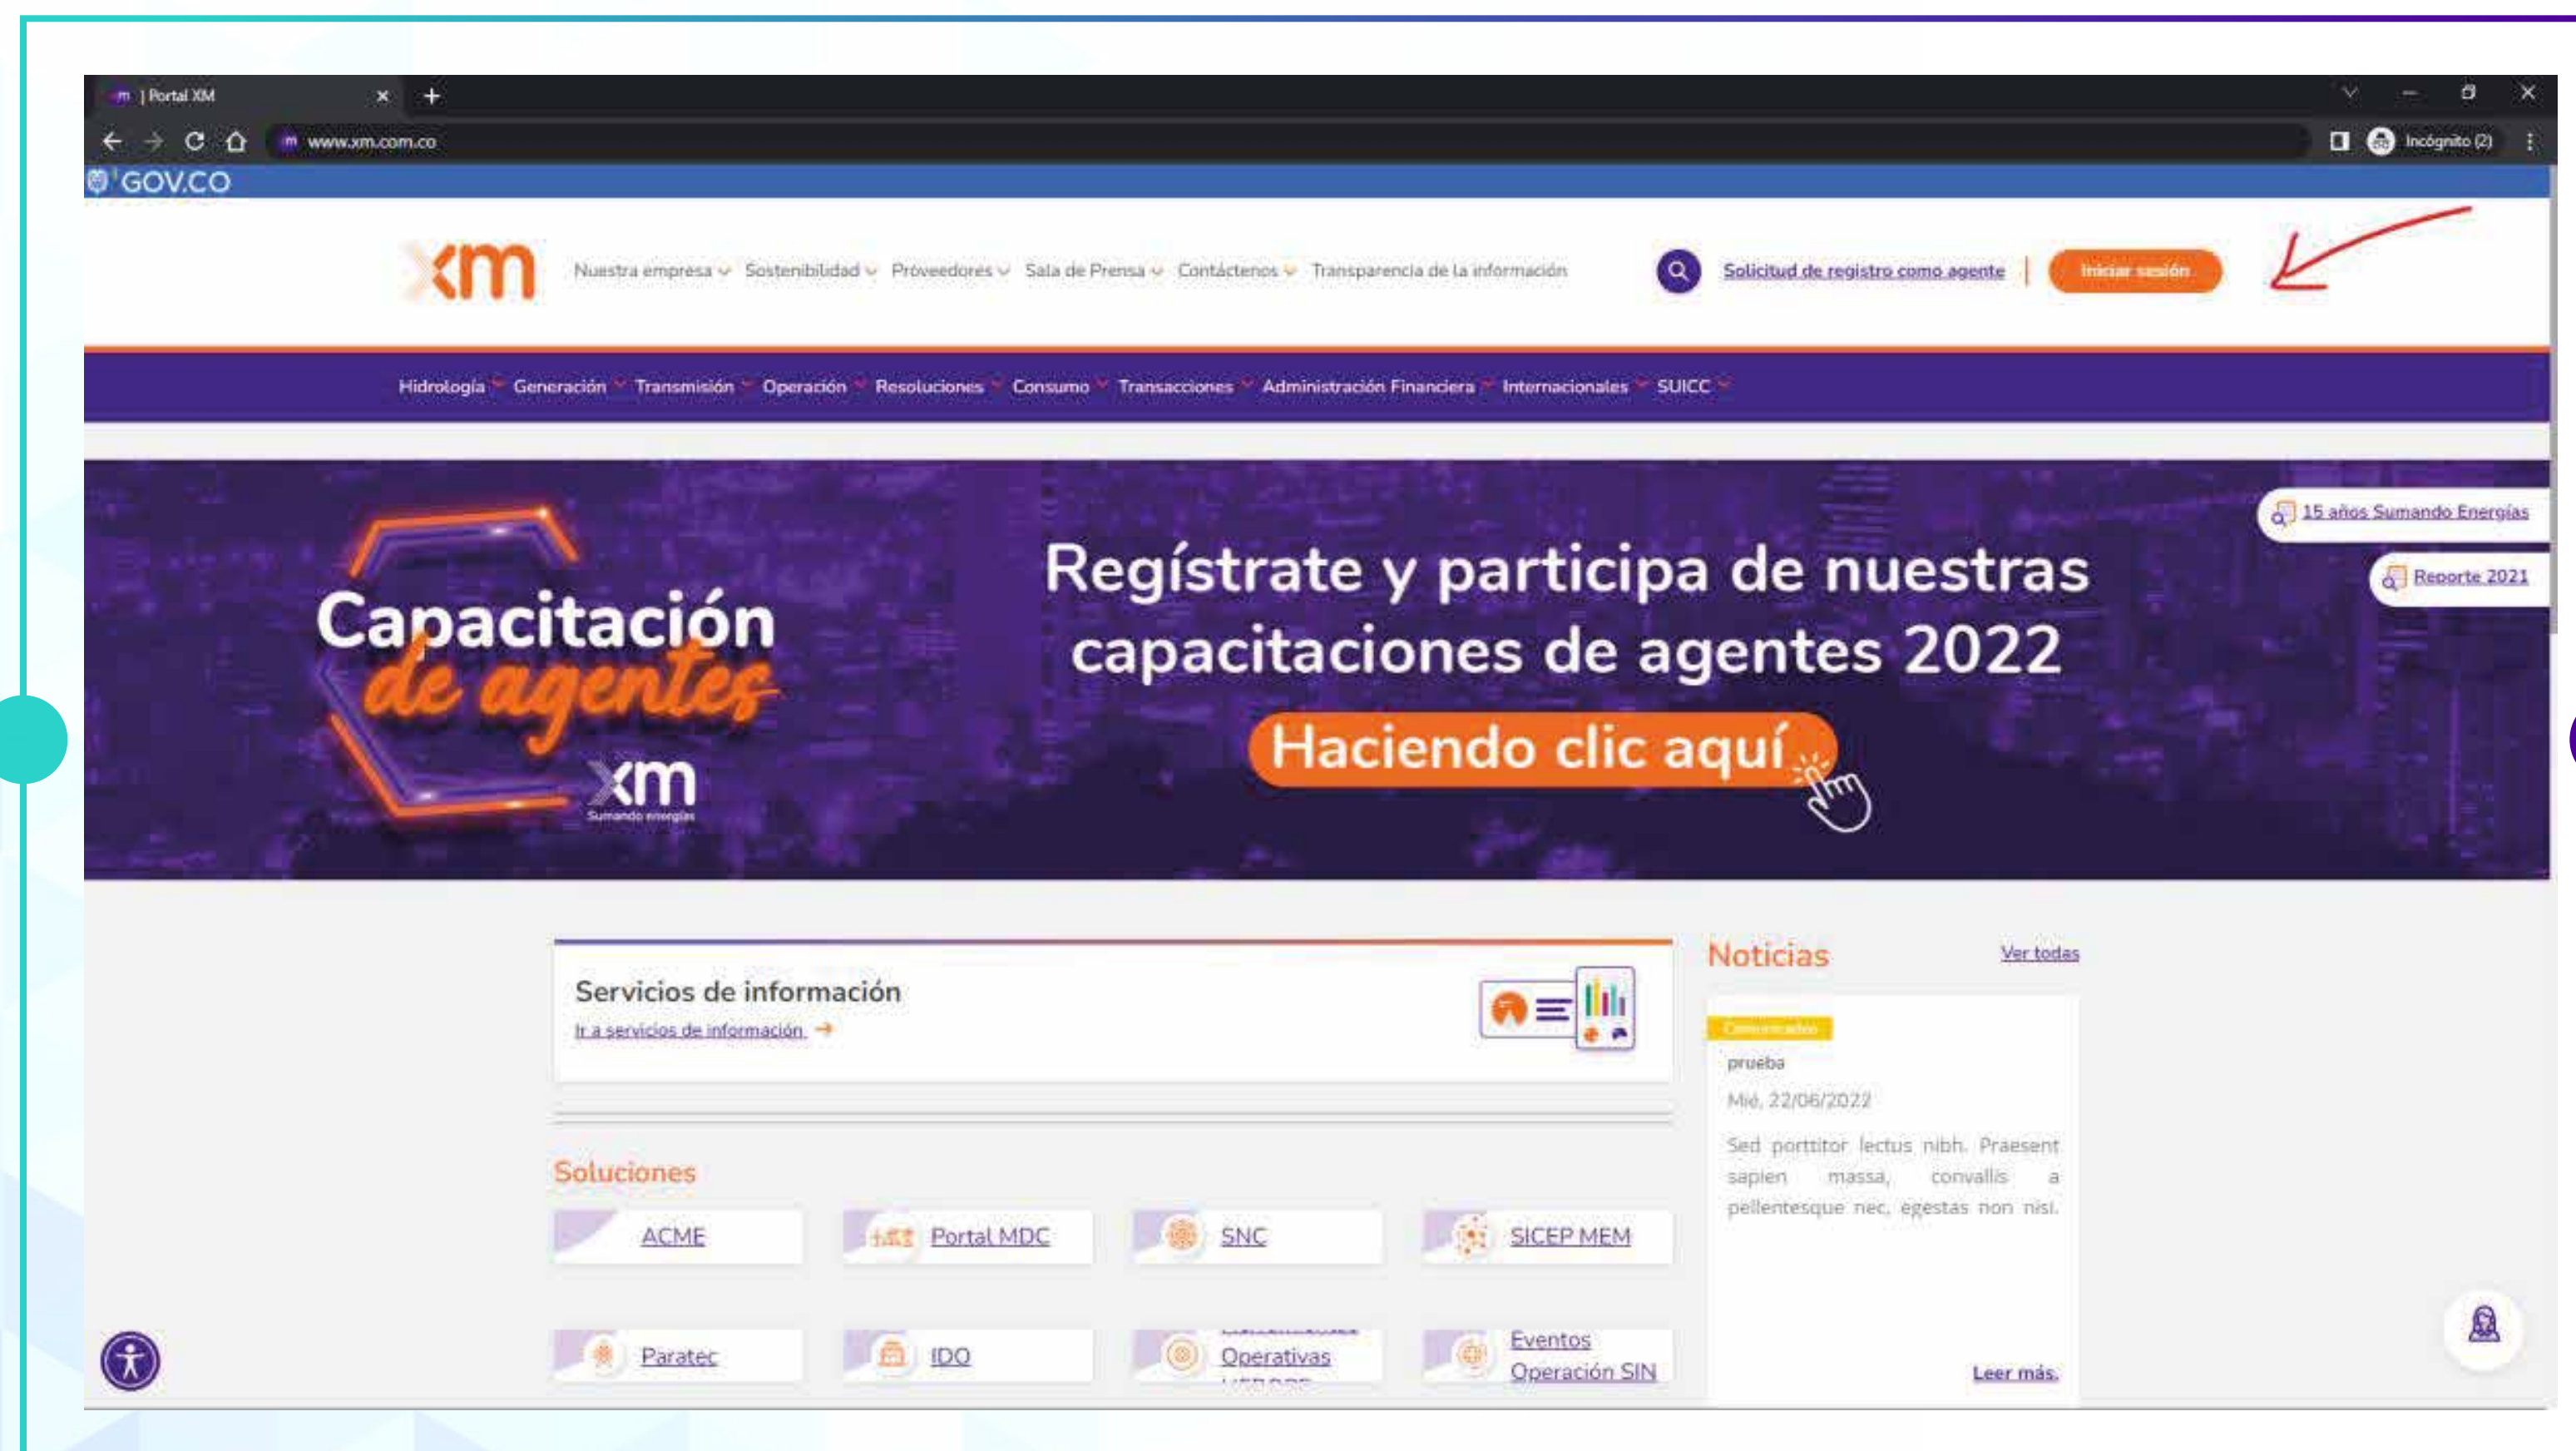 | Portal XM
www.xm.com.co
Incógnito (2)
GOV.CO
xm
Nuestra empresa Sostenibilidad Proveedores Sala de Prensa Contáctenos Transparencia de la información
Solicitud de registro como agente | Iniciar sesión
Hidrología Generación Transmisión Operación Resoluciones Consumo Transacciones Administración Financiera Internacionales SUICC
15 años Sumando Energías
Reporte 2021
Capacitación
de agentes
xm
Sumando energías
Regístrate y participa de nuestras
capacitaciones de agentes 2022
Haciendo clic aquí
Servicios de información
Ir a servicios de información
Noticias
Ver todas
Comunicados
prueba
Mié, 22/06/2022
Sed porttitor lectus nibh. Praesent
sapien massa, convallis a
pellentesque nec, egestas non nisi.
Leer más.
Soluciones
ACME
Portal MDC
SNC
SICEP MEM
Paratec
IDO
Operativas
Eventos
Operación SIN